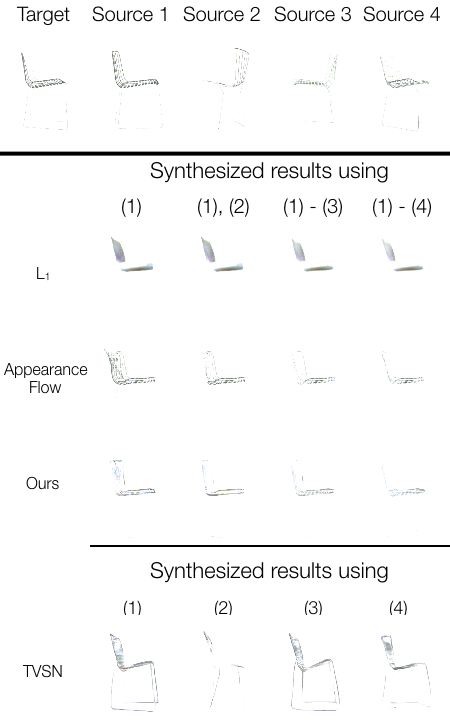 Target Source 1 Source 2 Source 3 Source 4
Synthesized results using
(1) (1), (2) (1) - (3) (1) - (4)
L₁
Appearance
Flow
Ours
Synthesized results using
(1) (2) (3) (4)
TVSN